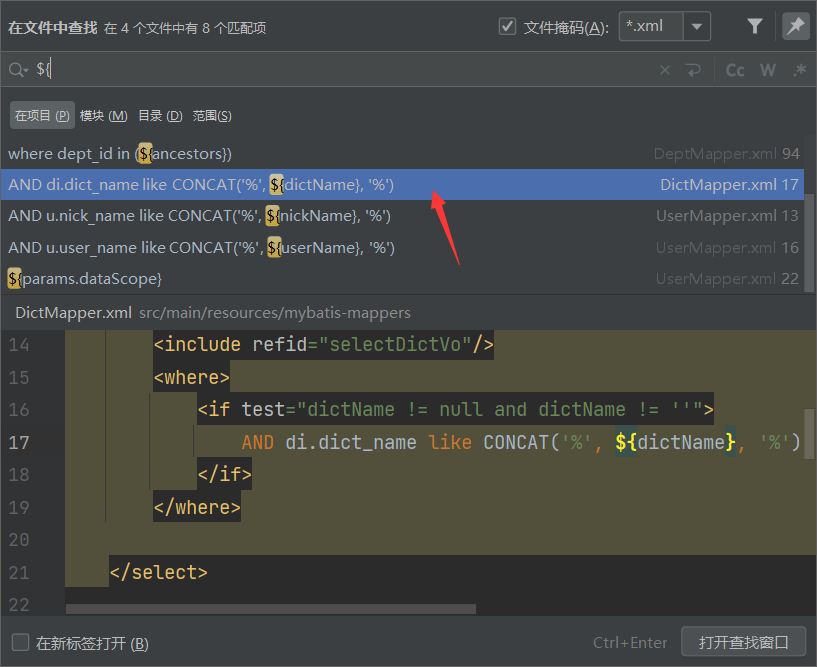 在文件中查找 在 4 个文件中有 8 个匹配项 文件掩码(A): *.xml
${ Cc W .*
在项目 (P) 模块 (M) 目录 (D) 范围(S)
where dept_id in (${ancestors}) DeptMapper.xml 94
AND di.dict_name like CONCAT('%', ${dictName}, '%') DictMapper.xml 17
AND u.nick_name like CONCAT('%', ${nickName}, '%') UserMapper.xml 13
AND u.user_name like CONCAT('%', ${userName}, '%') UserMapper.xml 16
${params.dataScope} UserMapper.xml 22
DictMapper.xml src/main/resources/mybatis-mappers
14 <include refid="selectDictVo"/>
15 <where>
16 <if test="dictName != null and dictName != ''">
17 AND di.dict_name like CONCAT('%', ${dictName}, '%')
18 </if>
19 </where>
20
21 </select>
22
在新标签打开 (B) Ctrl+Enter 打开查找窗口